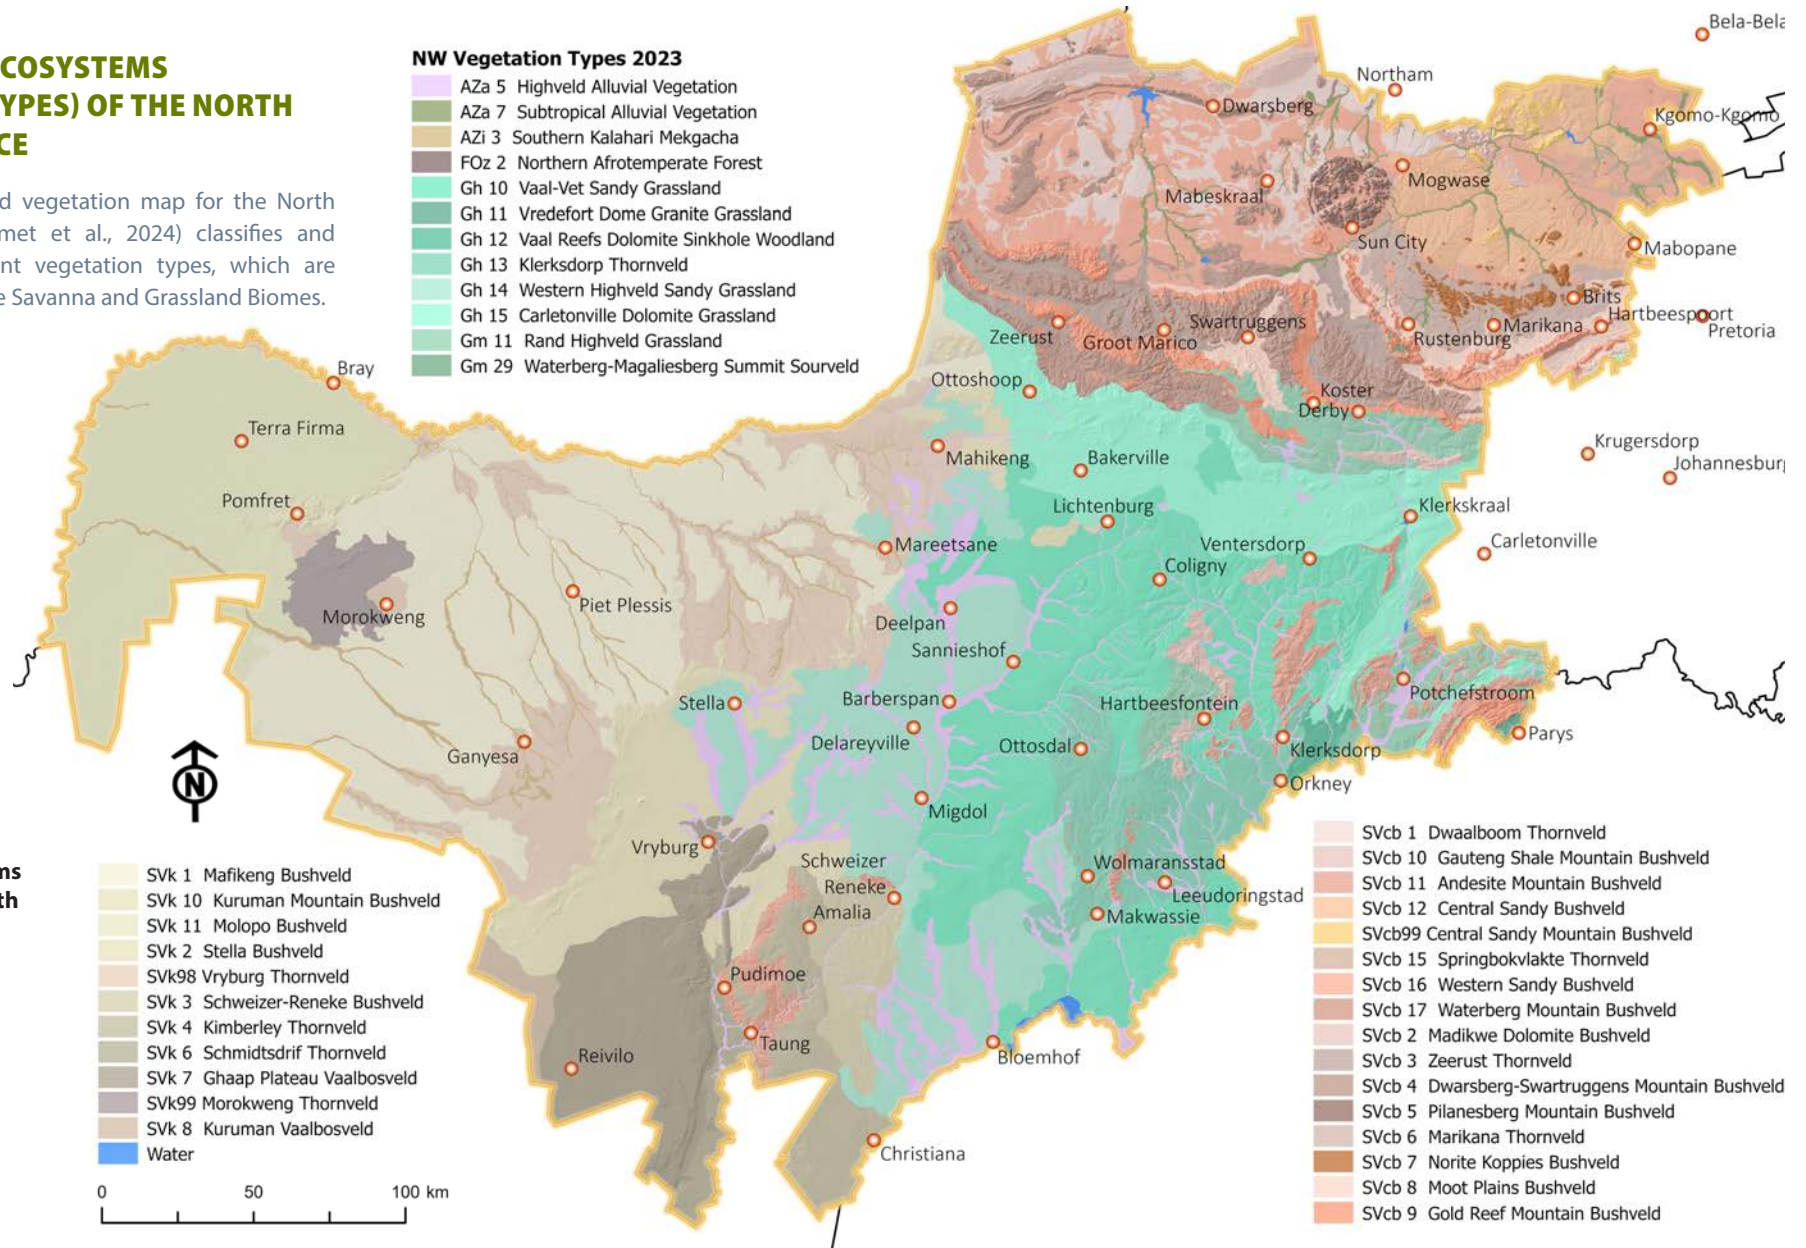 COSYSTEMS
YPES) OF THE NORTH
CE
d vegetation map for the North
met et al., 2024) classifies and
nt vegetation types, which are
e Savanna and Grassland Biomes.
NW Vegetation Types 2023
AZa 5 Highveld Alluvial Vegetation
AZa 7 Subtropical Alluvial Vegetation
AZi 3 Southern Kalahari Mekgacha
FOz 2 Northern Afrotemperate Forest
Gh 10 Vaal-Vet Sandy Grassland
Gh 11 Vredefort Dome Granite Grassland
Gh 12 Vaal Reefs Dolomite Sinkhole Woodland
Gh 13 Klerksdorp Thornveld
Gh 14 Western Highveld Sandy Grassland
Gh 15 Carletonville Dolomite Grassland
Gm 11 Rand Highveld Grassland
Gm 29 Waterberg-Magaliesberg Summit Sourveld
Bela-Bela
Northam
Dwarsberg
Kgomo-Kgomo
Mogwase
Mabeskraal
Sun City
Mabopane
Brits
Hartbeespoort
Pretoria
Marikana
Rustenburg
Swartruggens
Groot Marico
Zeerust
Ottoshoop
Koster
Derby
Krugersdorp
Johannesburg
Bray
Terra Firma
Pomfret
Morokweng
Piet Plessis
Mahikeng
Bakerville
Lichtenburg
Klerkskraal
Carletonville
Mareetsane
Ventersdorp
Coligny
Deelpan
Sannieshof
Stella
Barberspan
Hartbeesfontein
Potchefstroom
Delareyville
Ottosdal
Klerksdorp
Parys
Ganyesa
Orkney
Migdol
Vryburg
Schweizer
Reneke
Amalia
Wolmaransstad
Leeudoringstad
Makwassie
Pudimoe
Taung
Reivilo
Bloemhof
Christiana
N
ms
th
SVk 1 Mafikeng Bushveld
SVk 10 Kuruman Mountain Bushveld
SVk 11 Molopo Bushveld
SVk 2 Stella Bushveld
SVk98 Vryburg Thornveld
SVk 3 Schweizer-Reneke Bushveld
SVk 4 Kimberley Thornveld
SVk 6 Schmidtsdrif Thornveld
SVk 7 Ghaap Plateau Vaalbosveld
SVk99 Morokweng Thornveld
SVk 8 Kuruman Vaalbosveld
Water
0 50 100 km
SVcb 1 Dwaalboom Thornveld
SVcb 10 Gauteng Shale Mountain Bushveld
SVcb 11 Andesite Mountain Bushveld
SVcb 12 Central Sandy Bushveld
SVcb99 Central Sandy Mountain Bushveld
SVcb 15 Springbokvlakte Thornveld
SVcb 16 Western Sandy Bushveld
SVcb 17 Waterberg Mountain Bushveld
SVcb 2 Madikwe Dolomite Bushveld
SVcb 3 Zeerust Thornveld
SVcb 4 Dwarsberg-Swartruggens Mountain Bushveld
SVcb 5 Pilanesberg Mountain Bushveld
SVcb 6 Marikana Thornveld
SVcb 7 Norite Koppies Bushveld
SVcb 8 Moot Plains Bushveld
SVcb 9 Gold Reef Mountain Bushveld